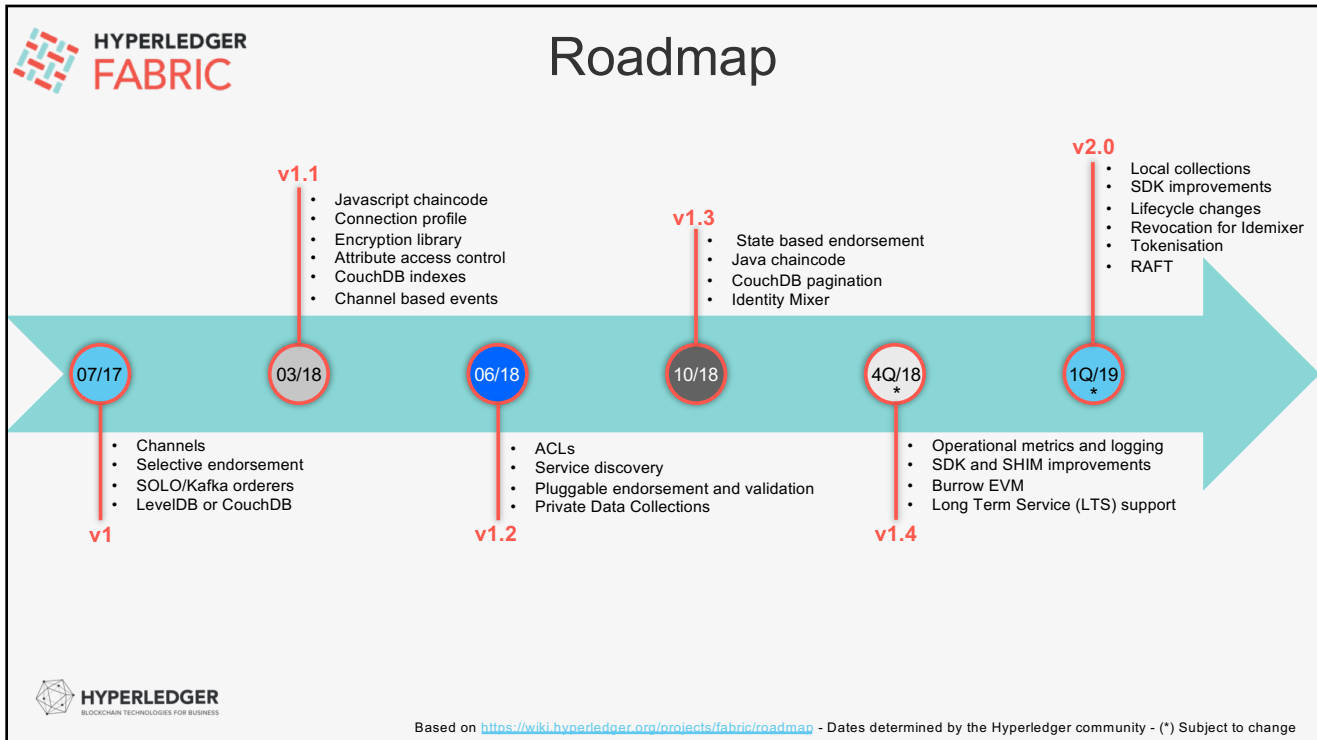 HYPERLEDGER
FABRIC
Roadmap
v1.1
• Javascript chaincode
• Connection profile
• Encryption library
• Attribute access control
• CouchDB indexes
• Channel based events
v1.3
• State based endorsement
• Java chaincode
• CouchDB pagination
• Identity Mixer
v2.0
• Local collections
• SDK improvements
• Lifecycle changes
• Revocation for Idemixer
• Tokenisation
• RAFT
07/17
03/18
06/18
10/18
4Q/18
*
1Q/19
*
• Channels
• Selective endorsement
• SOLO/Kafka orderers
• LevelDB or CouchDB
v1
• ACLs
• Service discovery
• Pluggable endorsement and validation
• Private Data Collections
v1.2
• Operational metrics and logging
• SDK and SHIM improvements
• Burrow EVM
• Long Term Service (LTS) support
v1.4
HYPERLEDGER
BLOCKCHAIN TECHNOLOGIES FOR BUSINESS
Based on https://wiki.hyperledger.org/projects/fabric/roadmap - Dates determined by the Hyperledger community - (*) Subject to change